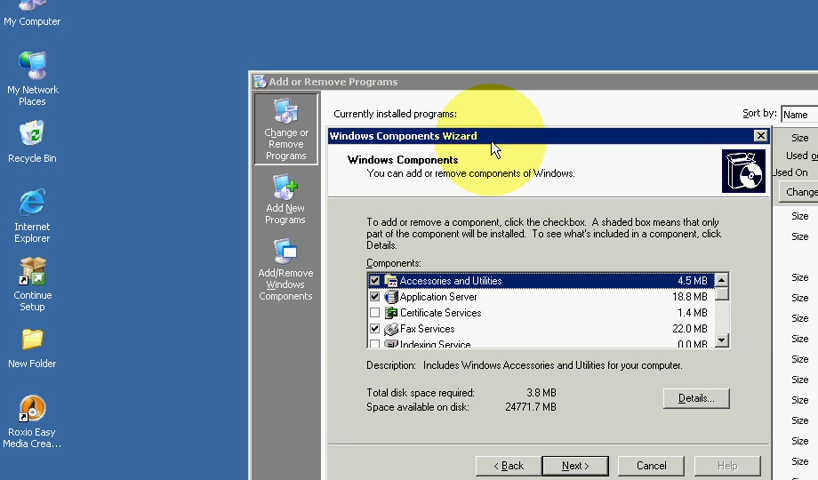 My Computer
My Network
Places
Recycle Bin
Internet
Explorer
Continue
Setup
New Folder
Roxio Easy
Media Crea...
Add or Remove Programs
Change or
Remove
Programs
Add New
Programs
Add/Remove
Windows
Components
Currently installed programs:
Sort by: Name
Windows Components Wizard
Windows Components
You can add or remove components of Windows.
To add or remove a component, click the checkbox. A shaded box means that only
part of the component will be installed. To see what's included in a component, click
Details.
Components:
Accessories and Utilities 4.5 MB
Application Server 18.8 MB
Certificate Services 1.4 MB
Fax Services 22.0 MB
Indexing Service 0.0 MB
Description: Includes Windows Accessories and Utilities for your computer.
Total disk space required: 3.8 MB
Space available on disk: 24771.7 MB
Details...
< Back
Next >
Cancel
Help
Size
Used
Used On
Change
Size
Size
Size
Size
Size
Size
Size
Size
Size
Size
Size
Size